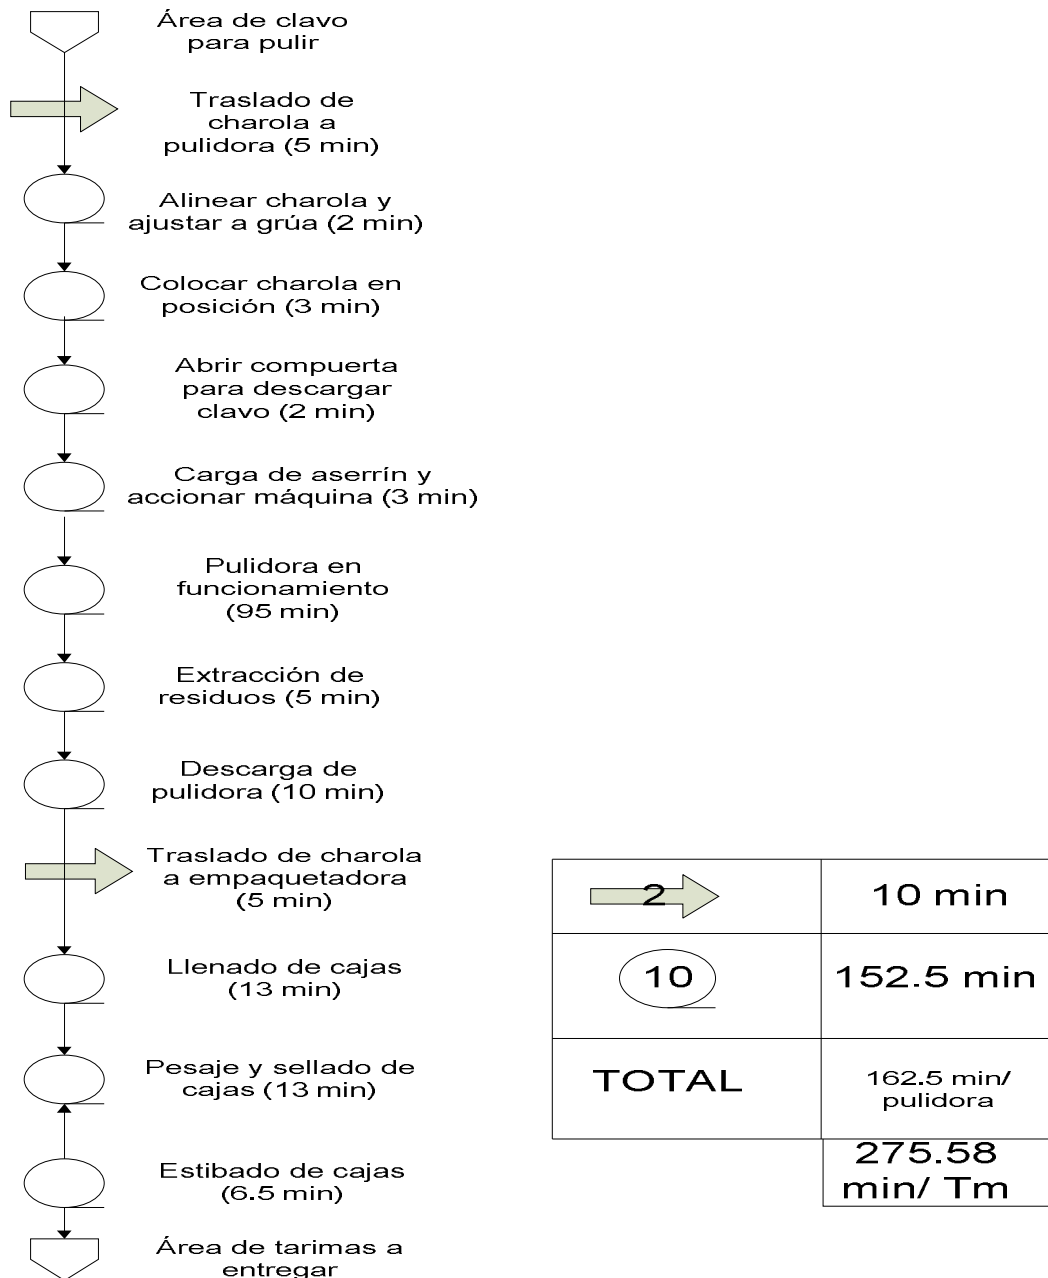 Área de clavo
para pulir
Traslado de
charola a
pulidora (5 min)
Alinear charola y
ajustar a grúa (2 min)
Colocar charola en
posición (3 min)
Abrir compuerta
para descargar
clavo (2 min)
Carga de aserrín y
accionar máquina (3 min)
Pulidora en
funcionamiento
(95 min)
Extracción de
residuos (5 min)
Descarga de
pulidora (10 min)
Traslado de charola
a empaquetadora
(5 min)
Llenado de cajas
(13 min)
Pesaje y sellado de
cajas (13 min)
Estibado de cajas
(6.5 min)
Área de tarimas a
entregar
2
10 min
10
152.5 min
TOTAL
162.5 min/
pulidora
275.58
min/ Tm